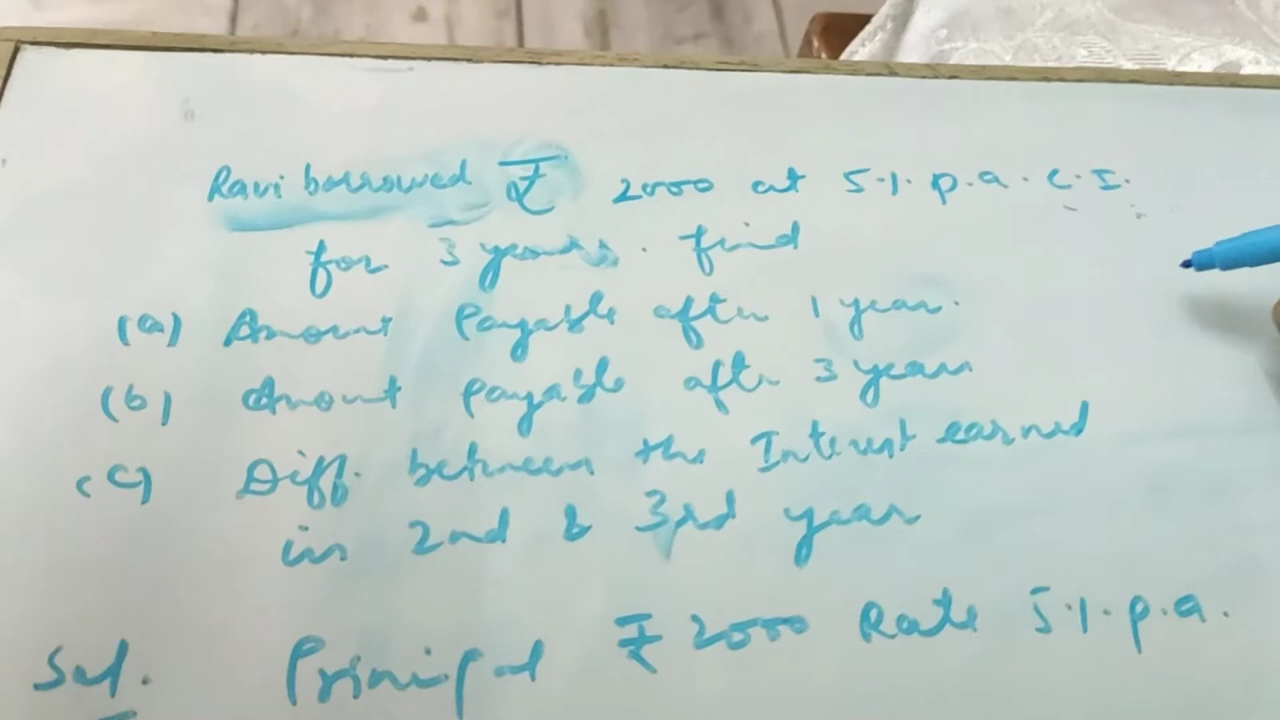 Ravi borrowed ₹ 2000 at 5% p.a. C.I.
for 3 years. find
(a) Amount Payable after 1 year.
(b) Amount Payable after 3 years
(c) Diff. between the Interest earned
in 2nd & 3rd year
Sol. Principal ₹ 2000 Rate 5% p.a.